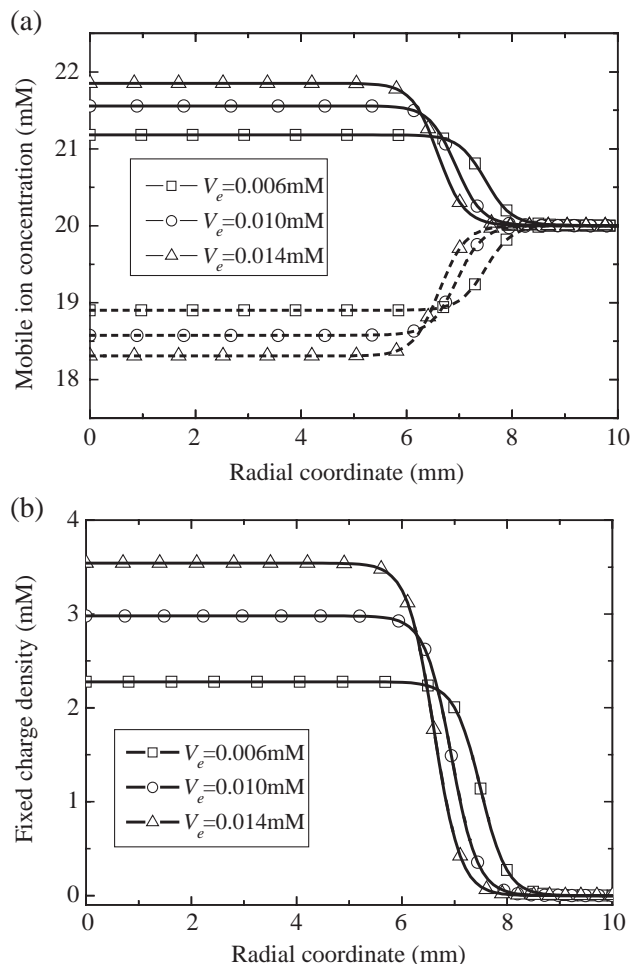 (a)
22
21
20
19
18
Mobile ion concentration (mM)
V_e=0.006mM
V_e=0.010mM
V_e=0.014mM
0 2 4 6 8 10
Radial coordinate (mm)
(b)
4
3
2
1
0
Fixed charge density (mM)
V_e=0.006mM
V_e=0.010mM
V_e=0.014mM
0 2 4 6 8 10
Radial coordinate (mm)